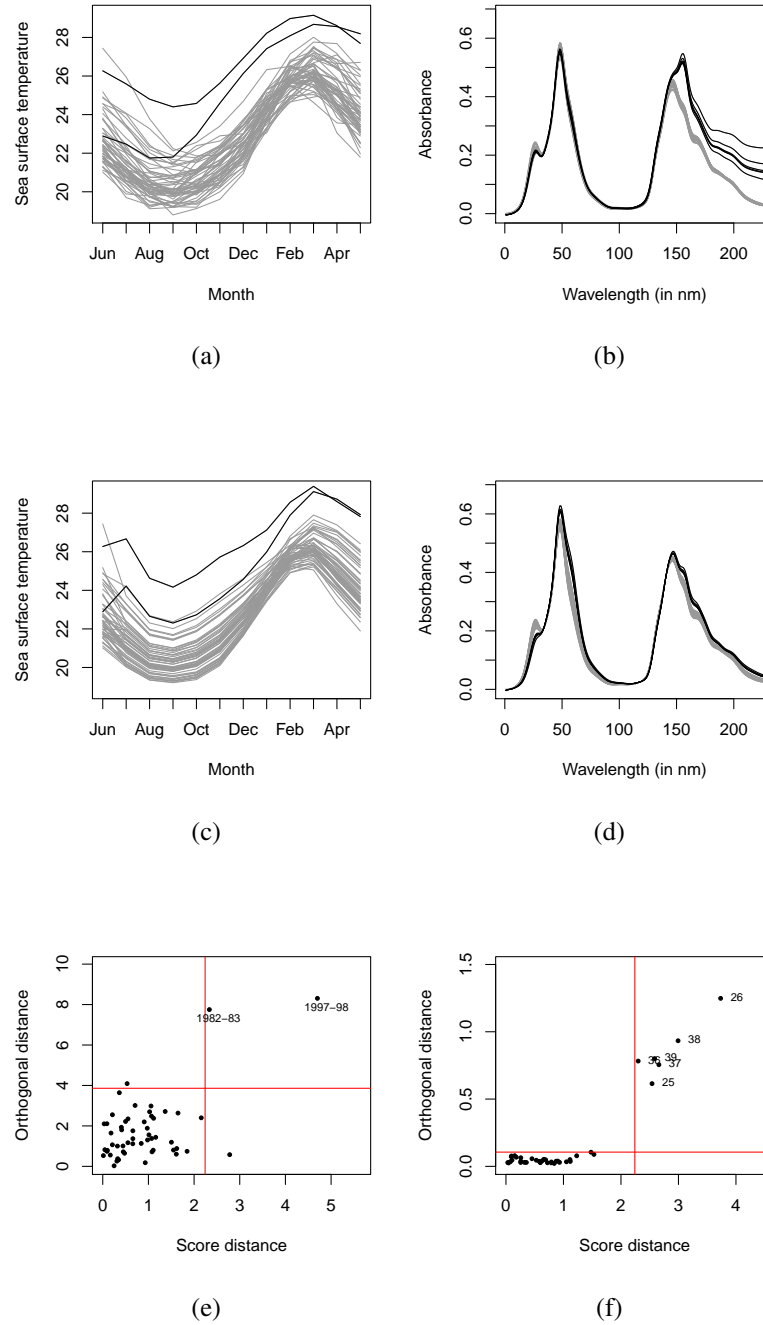 Sea surface temperature
20 22 24 26 28
Jun Aug Oct Dec Feb Apr
Month
(a)
Absorbance
0.0 0.2 0.4 0.6
0 50 100 150 200
Wavelength (in nm)
(b)
Sea surface temperature
20 22 24 26 28
Jun Aug Oct Dec Feb Apr
Month
(c)
Absorbance
0.0 0.2 0.4 0.6
0 50 100 150 200
Wavelength (in nm)
(d)
Orthogonal distance
0 2 4 6 8 10
1982−83
1997−98
0 1 2 3 4 5
Score distance
(e)
Orthogonal distance
0.0 0.5 1.0 1.5
26
38
39
36
37
25
0 1 2 3 4
Score distance
(f)